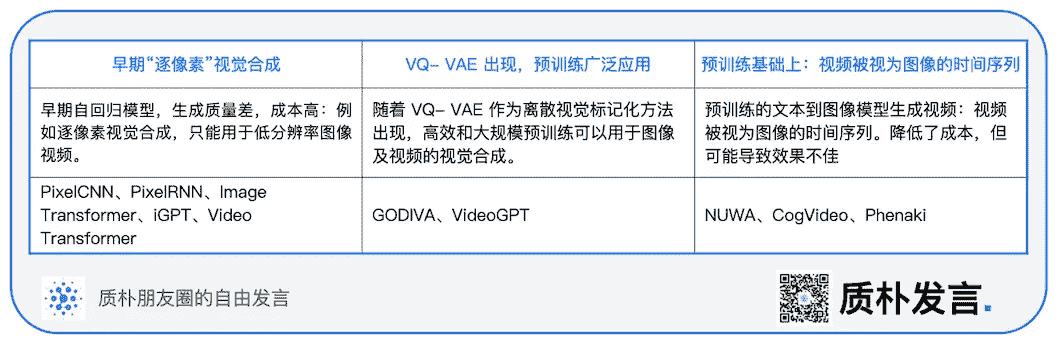 早期“逐像素”视觉合成
VQ- VAE 出现，预训练广泛应用
预训练基础上：视频被视为图像的时间序列
早期自回归模型，生成质量差，成本高：例
如逐像素视觉合成，只能用于低分辨率图像
视频。
随着 VQ- VAE 作为离散视觉标记化方法
出现，高效和大规模预训练可以用于图像
及视频的视觉合成。
预训练的文本到图像模型生成视频：视频
被视为图像的时间序列。降低了成本，但
可能导致效果不佳
PixelCNN、PixelRNN、Image
Transformer、iGPT、Video
Transformer
GODIVA、VideoGPT
NUWA、CogVideo、Phenaki
质朴朋友圈的自由发言
质朴发言.